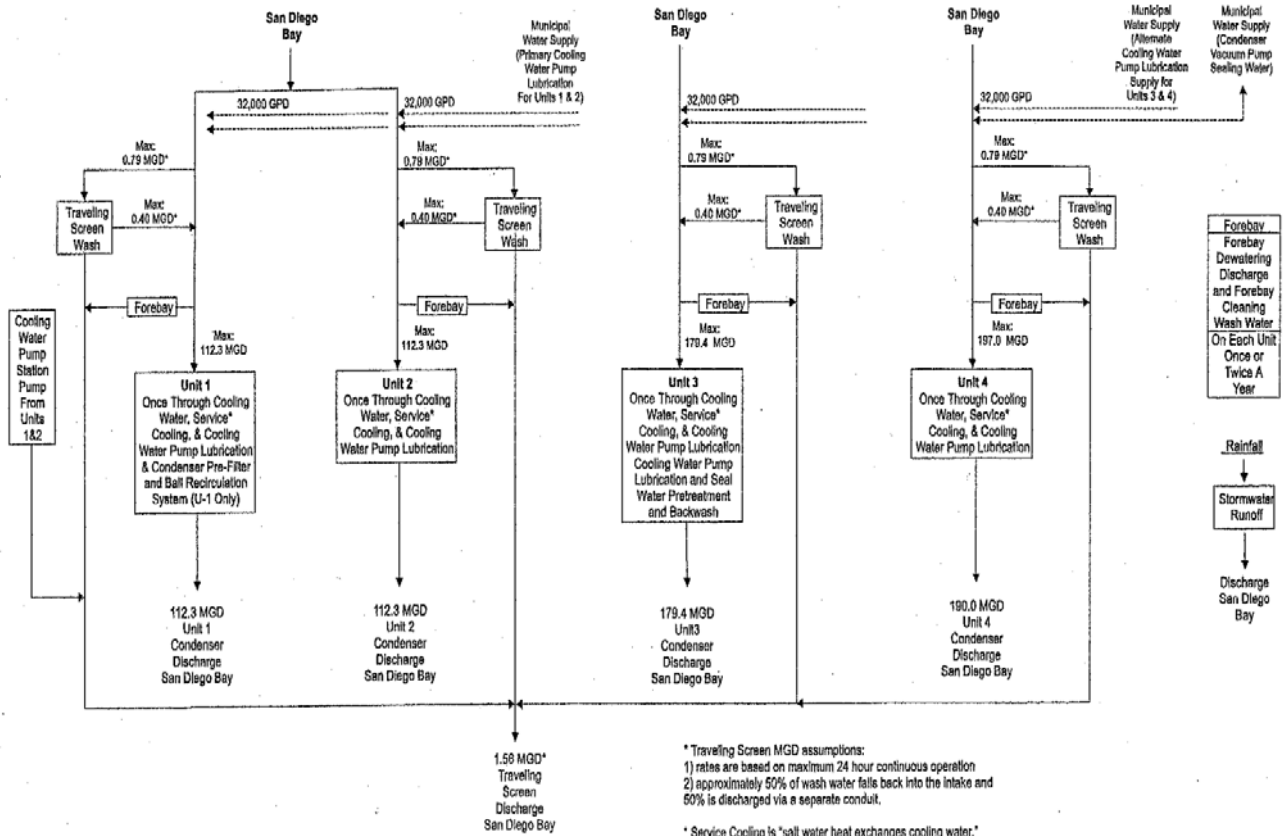 San Diego
Bay
Municipal
Water Supply
(Primary Cooling
Water Pump
Lubrication
For Units 1 & 2)
San Diego
Bay
San Diego
Bay
Municipal
Water Supply
(Alternate
Cooling Water
Pump Lubrication
Supply for
Units 3 & 4)
Municipal
Water Supply
(Condenser
Vacuum Pump
Sealing Water)
32,000 GPD
32,000 GPD
32,000 GPD
32,000 GPD
Max:
0.79 MGD*
Max:
0.79 MGD*
Max:
0.79 MGD*
Max:
0.79 MGD*
Traveling
Screen
Wash
Max:
0.40 MGD*
Max:
0.40 MGD*
Traveling
Screen
Wash
Max:
0.40 MGD*
Traveling
Screen
Wash
Max:
0.40 MGD*
Traveling
Screen
Wash
Forebay
Forebay
Dewatering
Discharge
and Forebay
Cleaning
Wash Water
On Each Unit
Once or
Twice A
Year
Forebay
Forebay
Forebay
Forebay
Cooling
Water
Pump
Station
Pump
From
Units
1&2
Max:
112.3 MGD
Max:
112.3 MGD
Max:
179.4 MGD
Max:
197.0 MGD
Unit 1
Once Through Cooling
Water, Service*
Cooling, & Cooling
Water Pump Lubrication
& Condenser Pre-Filter
and Ball Recirculation
System (U-1 Only)
Unit 2
Once Through Cooling
Water, Service*
Cooling, & Cooling
Water Pump Lubrication
Unit 3
Once Through Cooling
Water, Service*
Cooling, & Cooling
Water Pump Lubrication
Cooling Water Pump
Lubrication and Seal
Water Pretreatment
and Backwash
Unit 4
Once Through Cooling
Water, Service*
Cooling, & Cooling
Water Pump Lubrication
Rainfall
Stormwater
Runoff
Discharge
San Diego
Bay
112.3 MGD
Unit 1
Condenser
Discharge
San Diego Bay
112.3 MGD
Unit 2
Condenser
Discharge
San Diego Bay
179.4 MGD
Unit3
Condenser
Discharge
San Diego Bay
190.0 MGD
Unit 4
Condenser
Discharge
San Diego Bay
1.56 MGD*
Traveling
Screen
Discharge
San Diego Bay
* Traveling Screen MGD assumptions:
1) rates are based on maximum 24 hour continuous operation
2) approximately 50% of wash water falls back into the intake and
50% is discharged via a separate conduit.
* Service Cooling is "salt water heat exchanges cooling water."